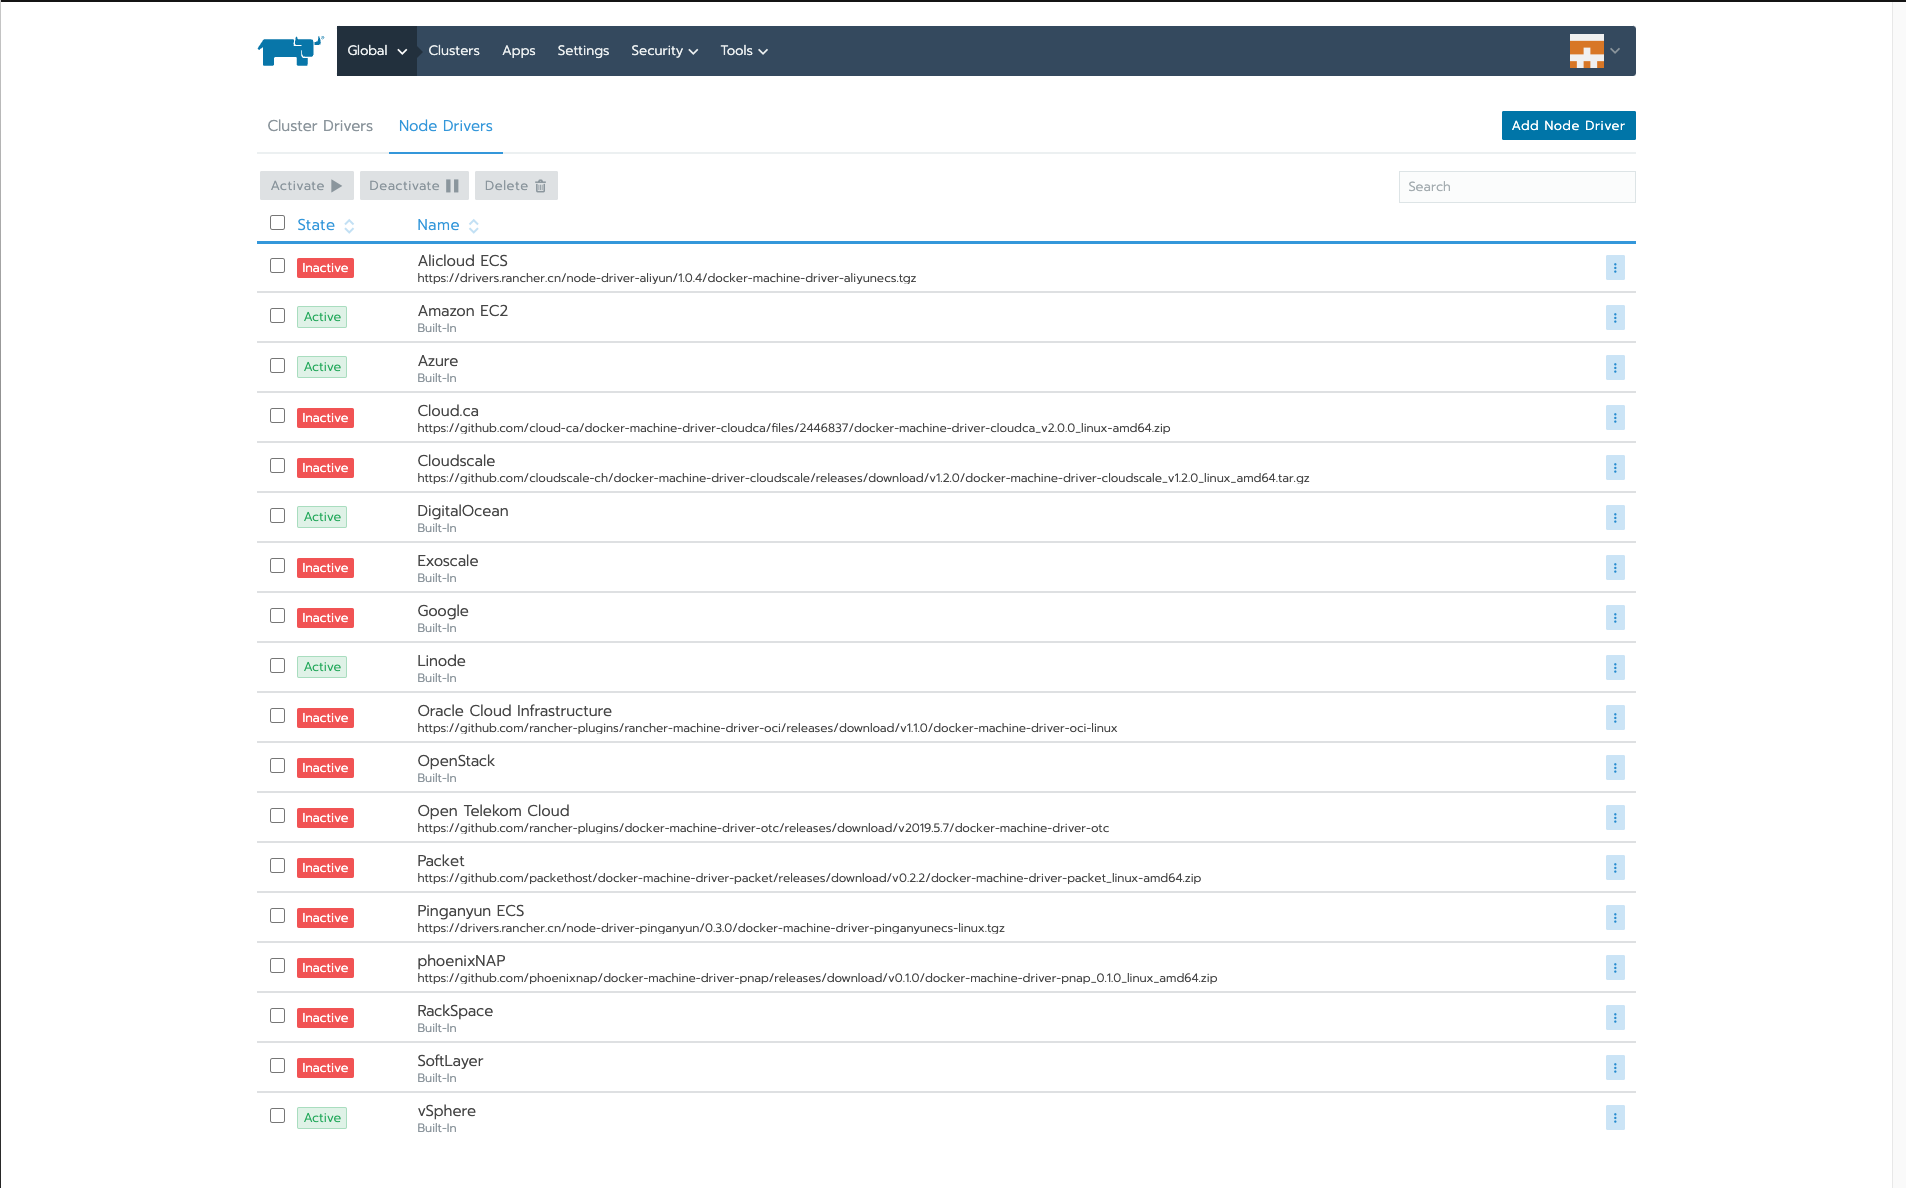 Global Clusters Apps Settings Security Tools
Cluster Drivers Node Drivers Add Node Driver
Activate Deactivate Delete Search
State Name
Inactive Alicloud ECS
https://drivers.rancher.cn/node-driver-aliyun/1.0.4/docker-machine-driver-aliyunecs.tgz
Active Amazon EC2
Built-In
Active Azure
Built-In
Inactive Cloud.ca
https://github.com/cloud-ca/docker-machine-driver-cloudca/files/2446837/docker-machine-driver-cloudca_v2.0.0_linux-amd64.zip
Inactive Cloudscale
https://github.com/cloudscale-ch/docker-machine-driver-cloudscale/releases/download/v1.2.0/docker-machine-driver-cloudscale_v1.2.0_linux_amd64.tar.gz
Active DigitalOcean
Built-In
Inactive Exoscale
Built-In
Inactive Google
Built-In
Active Linode
Built-In
Inactive Oracle Cloud Infrastructure
https://github.com/rancher-plugins/rancher-machine-driver-oci/releases/download/v1.1.0/docker-machine-driver-oci-linux
Inactive OpenStack
Built-In
Inactive Open Telekom Cloud
https://github.com/rancher-plugins/docker-machine-driver-otc/releases/download/v2019.5.7/docker-machine-driver-otc
Inactive Packet
https://github.com/packethost/docker-machine-driver-packet/releases/download/v0.2.2/docker-machine-driver-packet_linux-amd64.zip
Inactive Pinganyun ECS
https://drivers.rancher.cn/node-driver-pinganyun/0.3.0/docker-machine-driver-pinganyunecs-linux.tgz
Inactive phoenixNAP
https://github.com/phoenixnap/docker-machine-driver-pnap/releases/download/v0.1.0/docker-machine-driver-pnap_0.1.0_linux_amd64.zip
Inactive RackSpace
Built-In
Inactive SoftLayer
Built-In
Active vSphere
Built-In